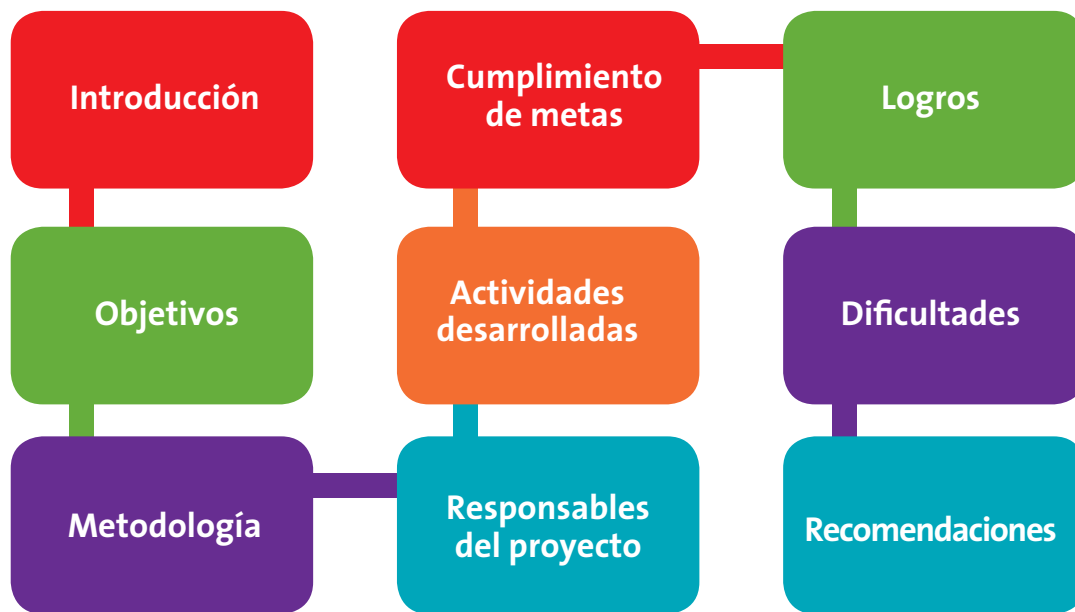 Introducción
Objetivos
Metodología
Responsables
del proyecto
Actividades
desarrolladas
Cumplimiento
de metas
Logros
Dificultades
Recomendaciones